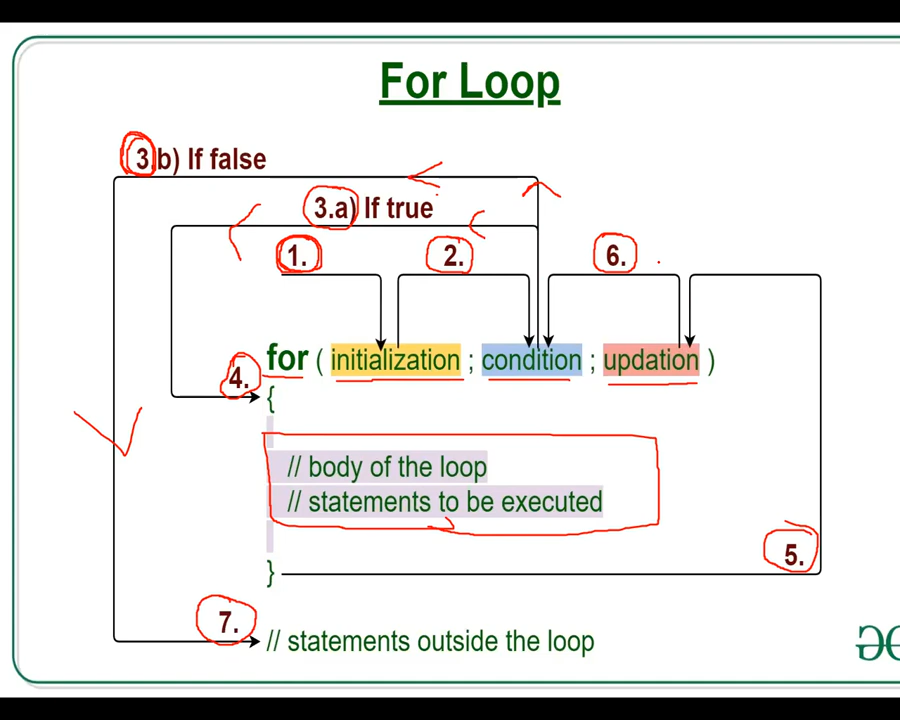 For Loop
3.b) If false
3.a) If true
1. 2. 6.
for ( initialization ; condition ; updation )
4.
{
// body of the loop
// statements to be executed
5.
}
7.
// statements outside the loop